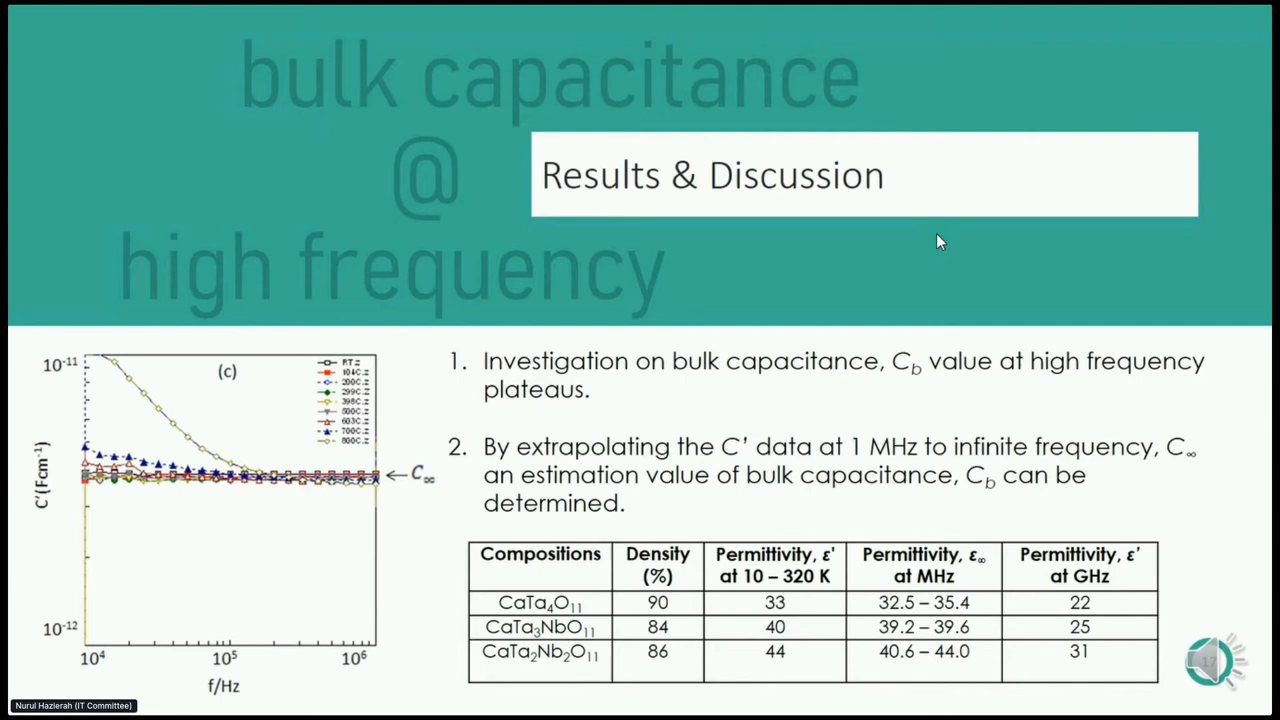 bulk capacitance
@
high frequency
Results & Discussion
10⁻¹¹
(c)
RT.z
104C.z
200C.z
299C.z
398C.z
500C.z
603C.z
700C.z
800C.z
C'(Fcm⁻¹)
← C∞
10⁻¹²
10⁴
10⁵
10⁶
f/Hz
1. Investigation on bulk capacitance, C_b value at high frequency
plateaus.
2. By extrapolating the C' data at 1 MHz to infinite frequency, C∞
an estimation value of bulk capacitance, C_b can be
determined.
Compositions Density (%) Permittivity, ε' at 10 – 320 K Permittivity, ε∞ at MHz Permittivity, ε' at GHz
CaTa₄O₁₁ 90 33 32.5 – 35.4 22
CaTa₃NbO₁₁ 84 40 39.2 – 39.6 25
CaTa₂Nb₂O₁₁ 86 44 40.6 – 44.0 31
17
Nurul Hazierah (IT Committee)